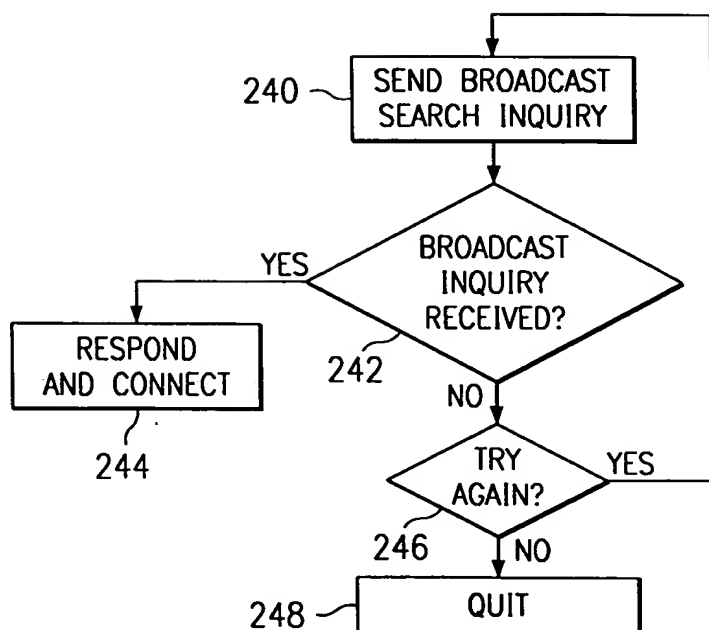 240
SEND BROADCAST
SEARCH INQUIRY
BROADCAST
INQUIRY
RECEIVED?
YES
242
RESPOND
AND CONNECT
244
NO
TRY
AGAIN?
YES
246
NO
QUIT
248